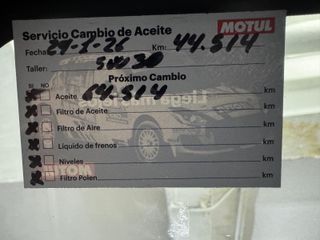 Servicio Cambio de Aceite MOTUL
Fecha: 29-1-26 Km: 44.514
Taller: 5W30
Próximo Cambio
SI NO
Aceite 64.514 km
Filtro de Aceite km
Filtro de Aire km
Líquido de frenos km
Niveles km
Filtro Polen km